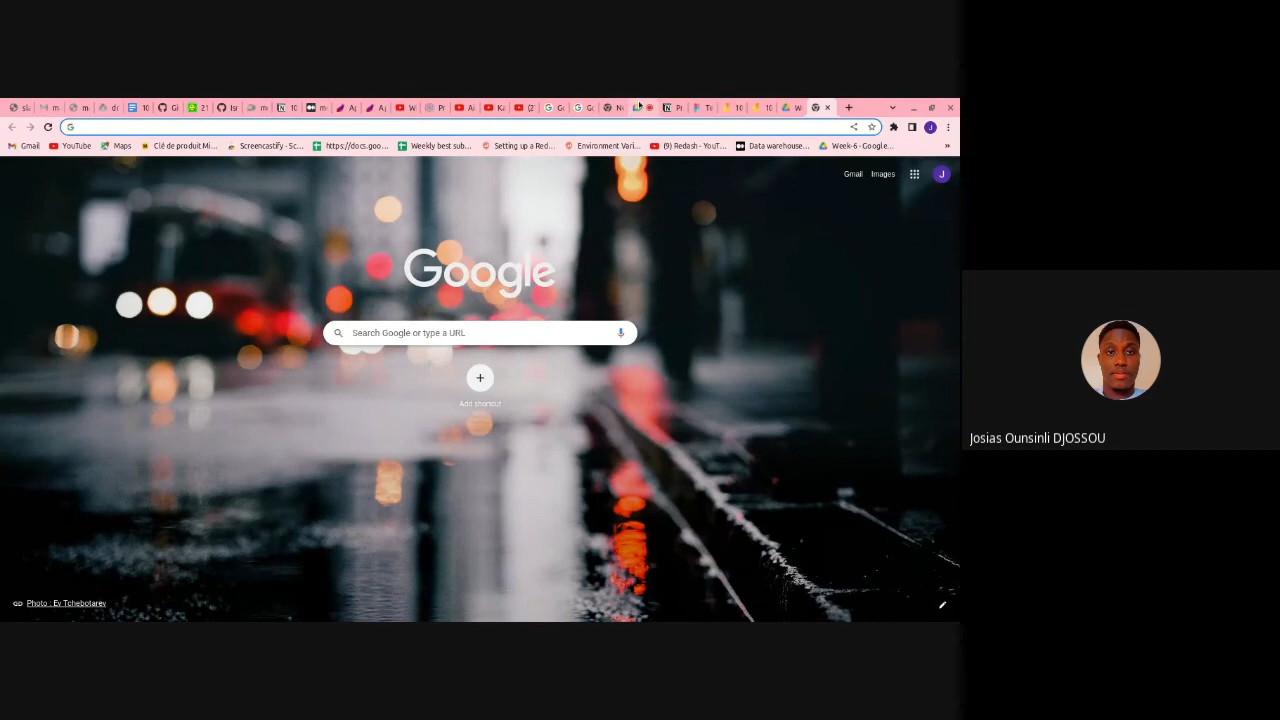 Gmail
YouTube
Maps
Clé de produit Mi...
Screencastify - Sc...
https://docs.goo...
Weekly best sub...
Setting up a Red...
Environment Vari...
(9) Redash - YouT...
Data warehouse...
Week-6 - Google...
»
Gmail Images J
Google
Search Google or type a URL
Add shortcut
Photo : Ev Tchebotarev
Josias Ounsinli DJOSSOU